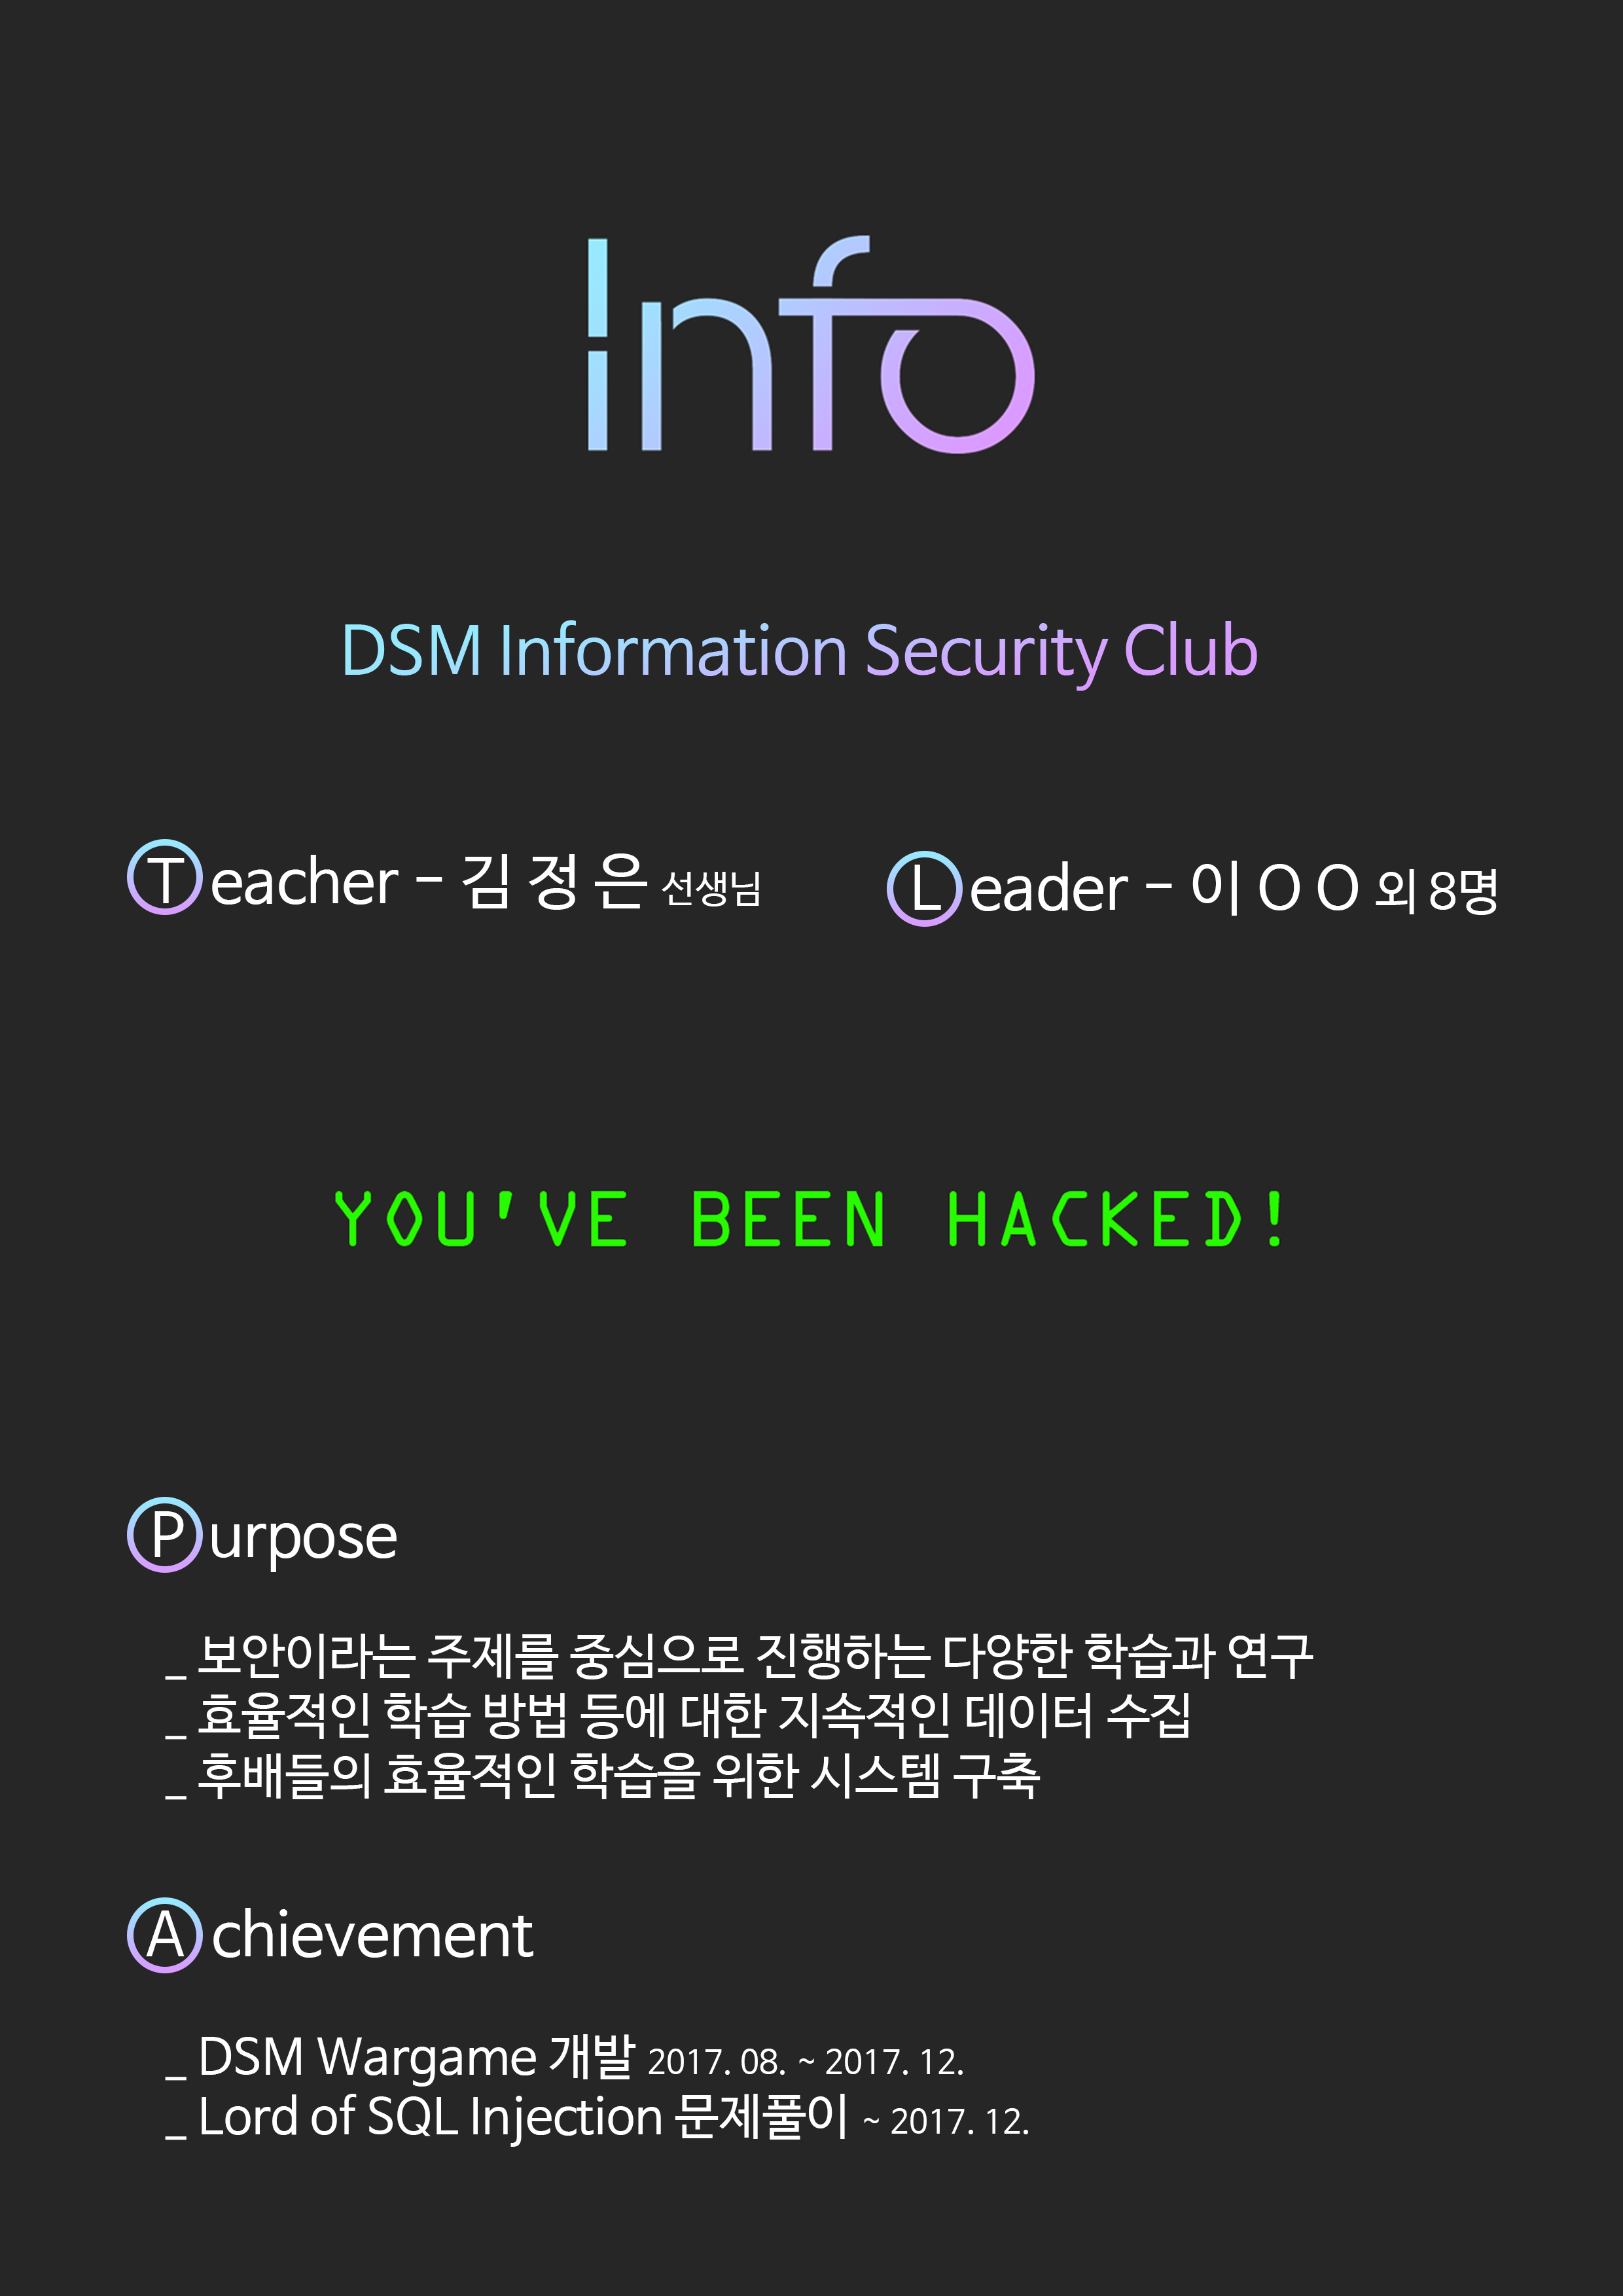 Info
DSM Information Security Club
Teacher - 김 정 은 선생님
Leader - 이 O O 외 8명
YOU'VE BEEN HACKED!
Purpose
_ 보안이라는 주제를 중심으로 진행하는 다양한 학습과 연구
_ 효율적인 학습 방법 등에 대한 지속적인 데이터 수집
_ 후배들의 효율적인 학습을 위한 시스템 구축
Achievement
_ DSM Wargame 개발 2017. 08. ~ 2017. 12.
_ Lord of SQL Injection 문제풀이 ~ 2017. 12.